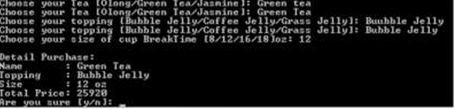 Choose your Tea [Olong/Green Tea/Jasmine]: Green tea
Choose your Tea [Olong/Green Tea/Jasmine]: Green Tea
Choose your topping [Bubble Jelly/Coffee Jelly/Grass Jelly]: Buubble Jelly
Choose your topping [Bubble Jelly/Coffee Jelly/Grass Jelly]: Bubble Jelly
Choose your size of cup BreakTime [8/12/16/18]oz: 12
Detail Purchase:
Name : Green Tea
Topping : Bubble Jelly
Size : 12 oz
Total Price: 25920
Are you sure [y/n]: _